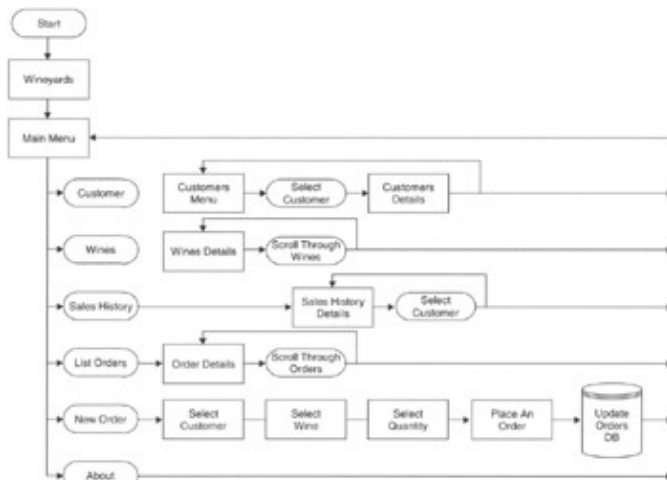 Start
Wineyards
Main Menu
Customer
Customers
Menu
Select
Customer
Customers
Details
Wines
Wines Details
Scroll Through
Wines
Sales History
Sales History
Details
Select
Customer
List Orders
Order Details
Scroll Through
Orders
New Order
Select
Customer
Select
Wine
Select
Quantity
Place An
Order
Update
Orders
DB
About